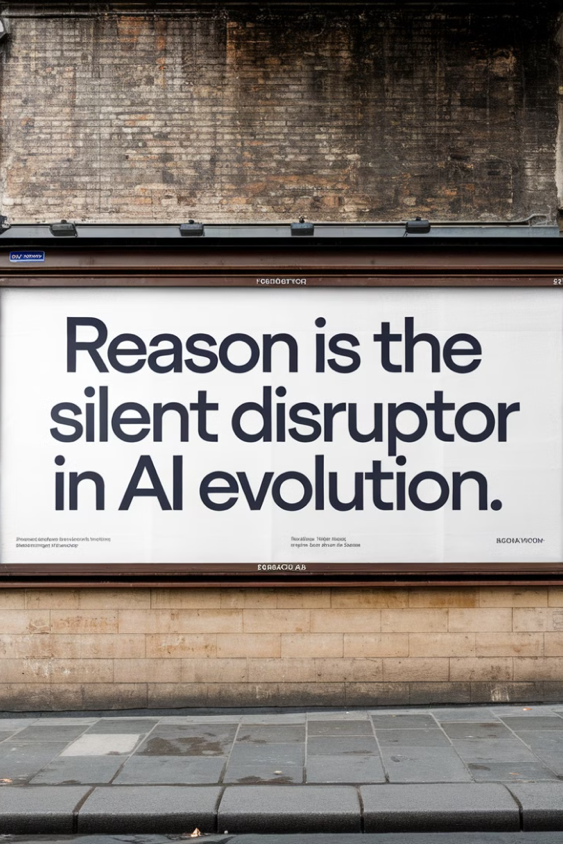 Reason is the
silent disruptor
in AI evolution.